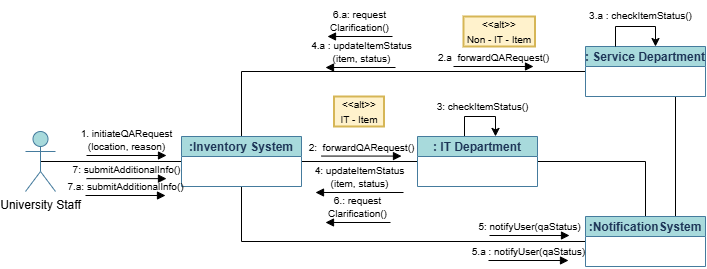 6.a: request
Clarification()
<<alt>>
Non - IT - Item
3.a : checkItemStatus()
4.a : updateItemStatus
(item, status)
2.a forwardQARequest()
: Service Department
<<alt>>
IT - Item
3: checkItemStatus()
1. initiateQARequest
(location, reason)
:Inventory System
2: forwardQARequest()
: IT Department
7: submitAdditionalInfo()
4: updateItemStatus
(item, status)
7.a: submitAdditionalInfo()
University Staff
6.: request
Clarification()
5: notifyUser(qaStatus)
:NotificationSystem
5.a : notifyUser(qaStatus)